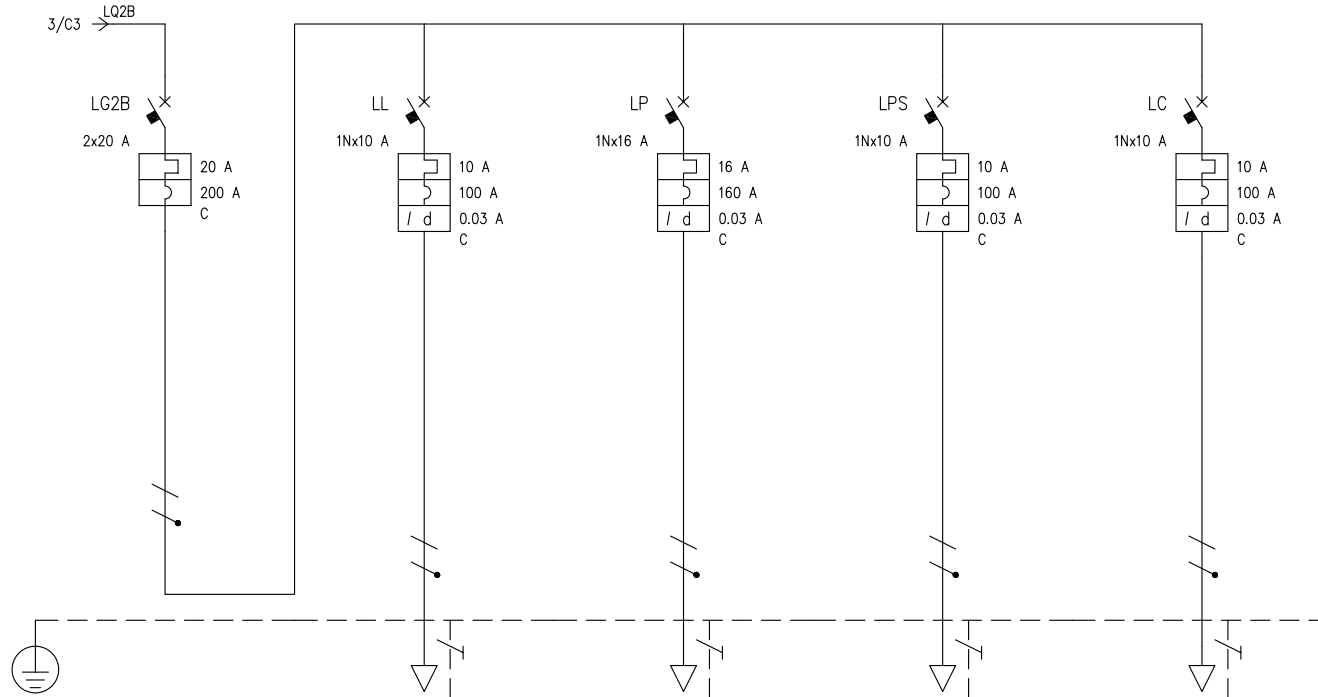 LQ2B
3/C3
LG2B
LL
LP
LPS
LC
2x20 A
1Nx10 A
1Nx16 A
1Nx10 A
1Nx10 A
20 A
10 A
16 A
10 A
10 A
200 A
100 A
160 A
100 A
100 A
C
I d
0.03 A
I d
0.03 A
I d
0.03 A
I d
0.03 A
C
C
C
C